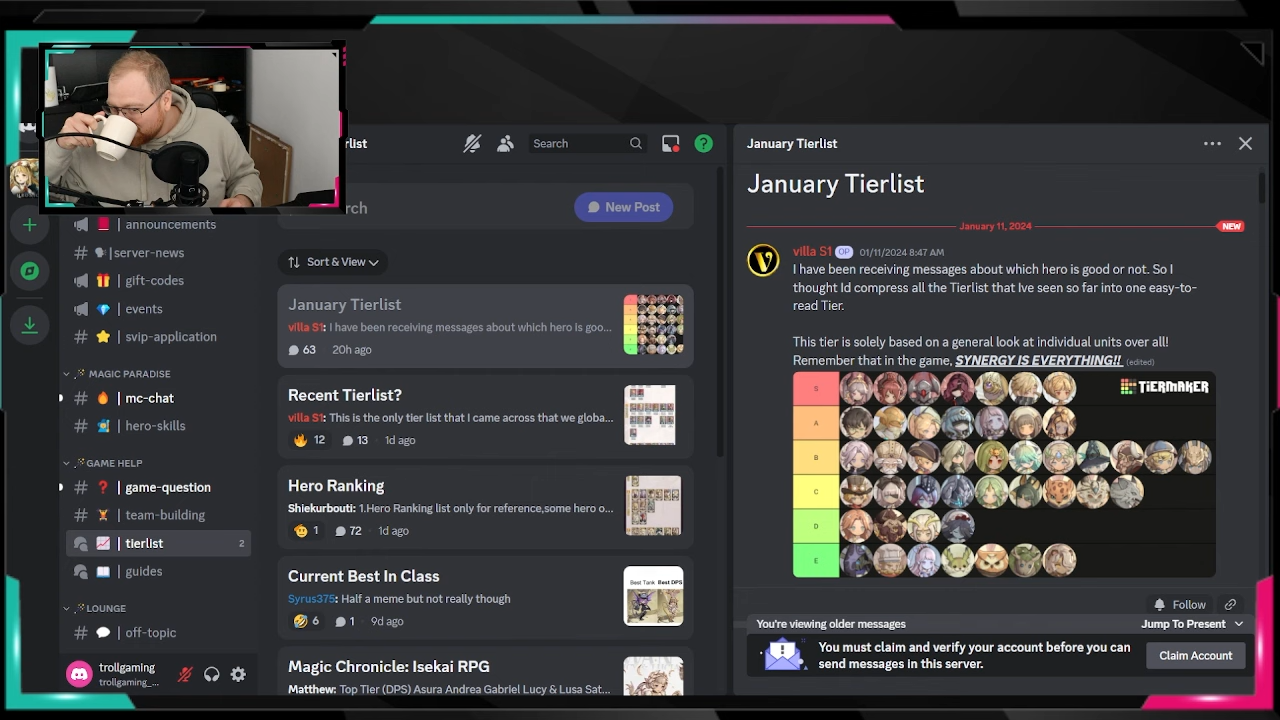 announcements
server-news
gift-codes
events
svip-application
MAGIC PARADISE
mc-chat
hero-skills
GAME HELP
game-question
team-building
tierlist 2
guides
LOUNGE
off-topic
trollgaming
trollgaming_...
rlist
Search
rch
New Post
Sort & View
January Tierlist
villa S1: I have been receiving messages about which hero is goo...
63 20h ago
Recent Tierlist?
villa S1: This is the tier list that I came across that we globa...
12 13 · 1d ago
Hero Ranking
Shiekurbouti: 1.Hero Ranking list only for reference,some hero o...
1 72 · 1d ago
Current Best In Class
Syrus375: Half a meme but not really though
6 1 · 9d ago
Best Tank Best DPS
Magic Chronicle: Isekai RPG
Matthew: Top Tier (DPS) Asura Andrea Gabriel Lucy & Lusa Sat...
January Tierlist
January Tierlist
January 11, 2024 NEW
villa S1 OP 01/11/2024 8:47 AM
I have been receiving messages about which hero is good or not. So I
thought Id compress all the Tierlist that Ive seen so far into one easy-to-
read Tier.
This tier is solely based on a general look at individual units over all!
Remember that in the game, SYNERGY IS EVERYTHING!! (edited)
S
TIERMAKER
A
B
C
D
E
Follow
You're viewing older messages Jump To Present
You must claim and verify your account before you can
send messages in this server.
Claim Account